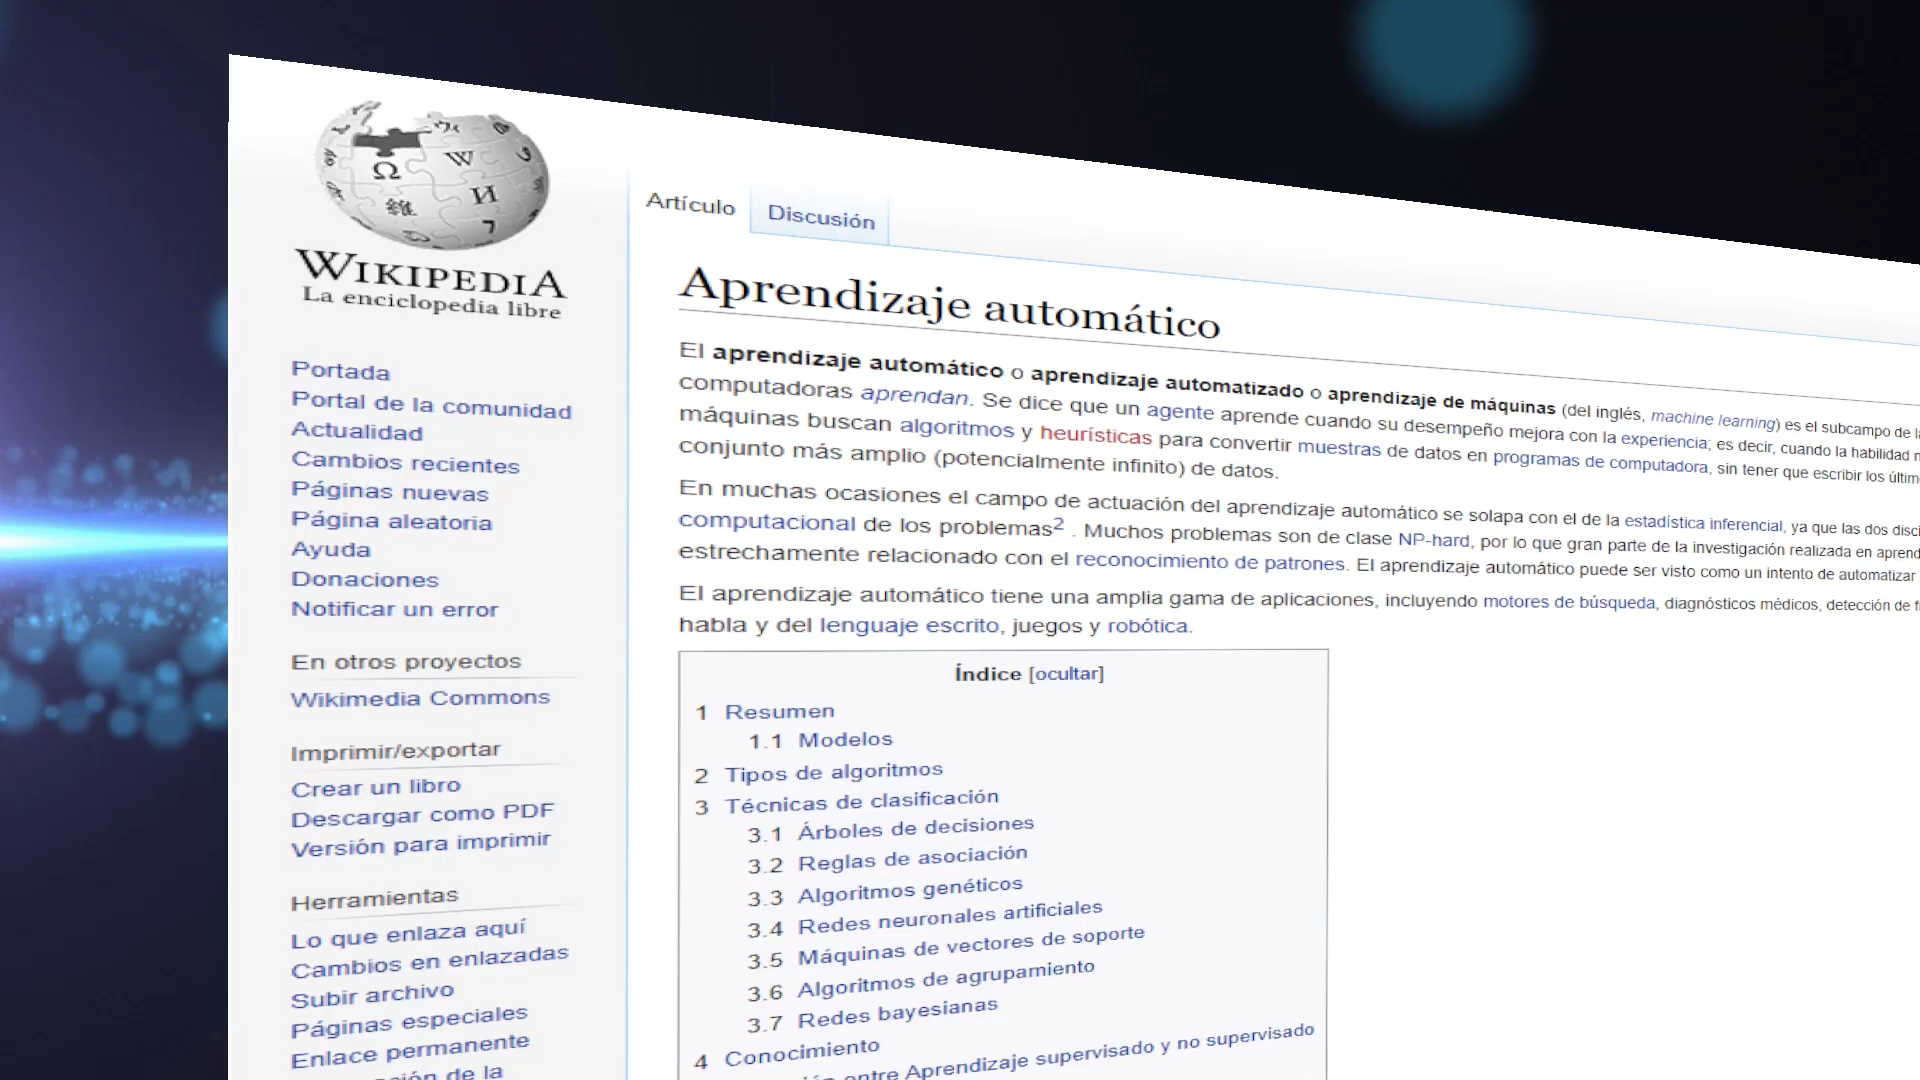 WIKIPEDIA
La enciclopedia libre
Portada
Portal de la comunidad
Actualidad
Cambios recientes
Páginas nuevas
Página aleatoria
Ayuda
Donaciones
Notificar un error
En otros proyectos
Wikimedia Commons
Imprimir/exportar
Crear un libro
Descargar como PDF
Versión para imprimir
Herramientas
Lo que enlaza aquí
Cambios en enlazadas
Subir archivo
Páginas especiales
Enlace permanente
de la
Artículo Discusión
Aprendizaje automático
El aprendizaje automático o aprendizaje automatizado o aprendizaje de máquinas (del inglés, machine learning) es el subcampo de
computadoras aprendan. Se dice que un agente aprende cuando su desempeño mejora con la experiencia; es decir, cuando la habilidad
máquinas buscan algoritmos y heurísticas para convertir muestras de datos en programas de computadora, sin tener que escribir los
conjunto más amplio (potencialmente infinito) de datos.
En muchas ocasiones el campo de actuación del aprendizaje automático se solapa con el de la estadística inferencial, ya que las dos
computacional de los problemas2 . Muchos problemas son de clase NP-hard, por lo que gran parte de la investigación realizada en
estrechamente relacionado con el reconocimiento de patrones. El aprendizaje automático puede ser visto como un intento de automatizar
El aprendizaje automático tiene una amplia gama de aplicaciones, incluyendo motores de búsqueda, diagnósticos médicos, detección de
habla y del lenguaje escrito, juegos y robótica.
Índice [ocultar]
1 Resumen
1.1 Modelos
2 Tipos de algoritmos
3 Técnicas de clasificación
3.1 Árboles de decisiones
3.2 Reglas de asociación
3.3 Algoritmos genéticos
3.4 Redes neuronales artificiales
3.5 Máquinas de vectores de soporte
3.6 Algoritmos de agrupamiento
3.7 Redes bayesianas
4 Conocimiento
entre Aprendizaje supervisado y no supervisado